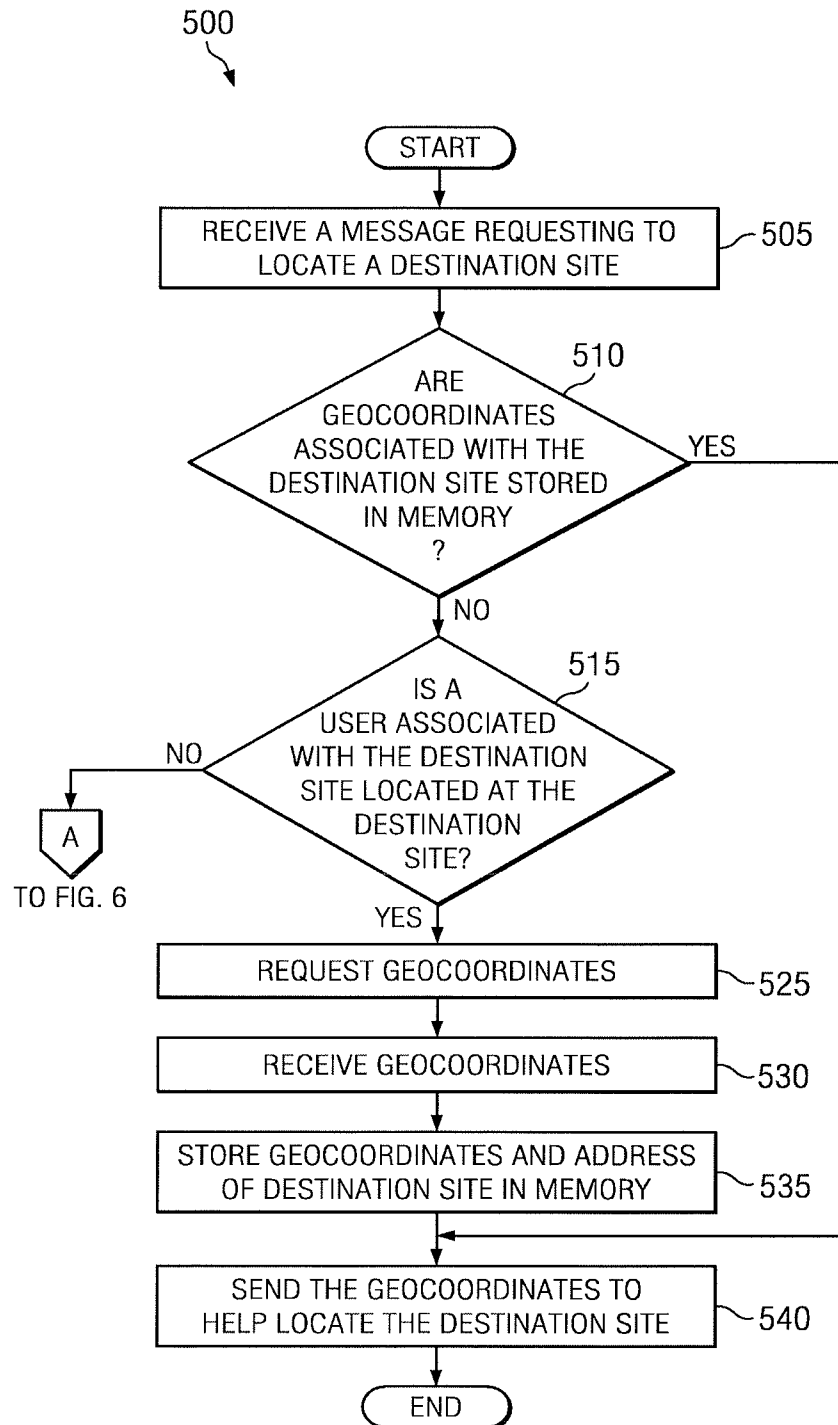 500
START
RECEIVE A MESSAGE REQUESTING TO
LOCATE A DESTINATION SITE
505
510
ARE
GEOCOORDINATES
ASSOCIATED WITH THE
DESTINATION SITE STORED
IN MEMORY
?
YES
NO
515
IS A
USER ASSOCIATED
WITH THE DESTINATION
SITE LOCATED AT THE
DESTINATION
SITE?
NO
A
TO FIG. 6
YES
REQUEST GEOCOORDINATES
525
RECEIVE GEOCOORDINATES
530
STORE GEOCOORDINATES AND ADDRESS
OF DESTINATION SITE IN MEMORY
535
SEND THE GEOCOORDINATES TO
HELP LOCATE THE DESTINATION SITE
540
END